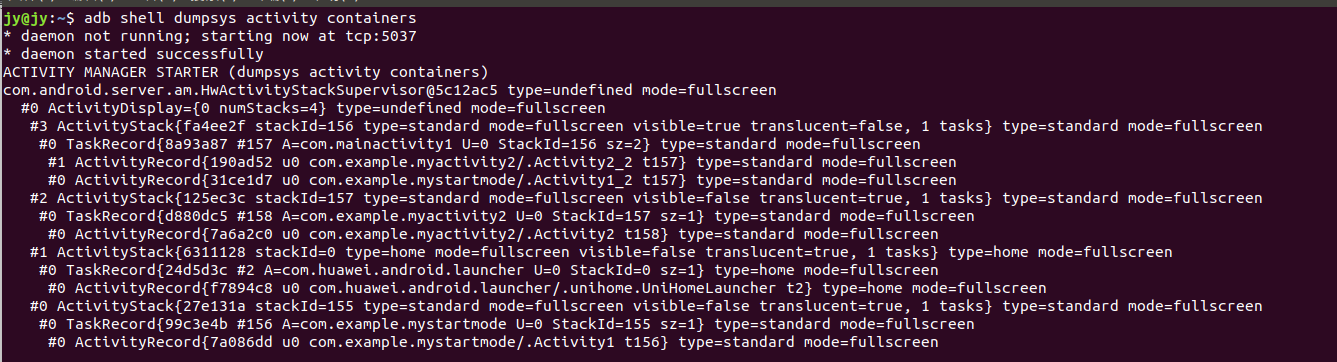 jy@jy:~$ adb shell dumpsys activity containers
* daemon not running; starting now at tcp:5037
* daemon started successfully
ACTIVITY MANAGER STARTER (dumpsys activity containers)
com.android.server.am.HwActivityStackSupervisor@5c12ac5 type=undefined mode=fullscreen
  #0 ActivityDisplay={0 numStacks=4} type=undefined mode=fullscreen
   #3 ActivityStack{fa4ee2f stackId=156 type=standard mode=fullscreen visible=true translucent=false, 1 tasks} type=standard mode=fullscreen
    #0 TaskRecord{8a93a87 #157 A=com.mainactivity1 U=0 StackId=156 sz=2} type=standard mode=fullscreen
     #1 ActivityRecord{190ad52 u0 com.example.myactivity2/.Activity2_2 t157} type=standard mode=fullscreen
     #0 ActivityRecord{31ce1d7 u0 com.example.mystartmode/.Activity1_2 t157} type=standard mode=fullscreen
   #2 ActivityStack{125ec3c stackId=157 type=standard mode=fullscreen visible=false translucent=true, 1 tasks} type=standard mode=fullscreen
    #0 TaskRecord{d880dc5 #158 A=com.example.myactivity2 U=0 StackId=157 sz=1} type=standard mode=fullscreen
     #0 ActivityRecord{7a6a2c0 u0 com.example.myactivity2/.Activity2 t158} type=standard mode=fullscreen
   #1 ActivityStack{6311128 stackId=0 type=home mode=fullscreen visible=false translucent=true, 1 tasks} type=home mode=fullscreen
    #0 TaskRecord{24d5d3c #2 A=com.huawei.android.launcher U=0 StackId=0 sz=1} type=home mode=fullscreen
     #0 ActivityRecord{f7894c8 u0 com.huawei.android.launcher/.unihome.UniHomeLauncher t2} type=home mode=fullscreen
   #0 ActivityStack{27e131a stackId=155 type=standard mode=fullscreen visible=false translucent=true, 1 tasks} type=standard mode=fullscreen
    #0 TaskRecord{99c3e4b #156 A=com.example.mystartmode U=0 StackId=155 sz=1} type=standard mode=fullscreen
     #0 ActivityRecord{7a086dd u0 com.example.mystartmode/.Activity1 t156} type=standard mode=fullscreen